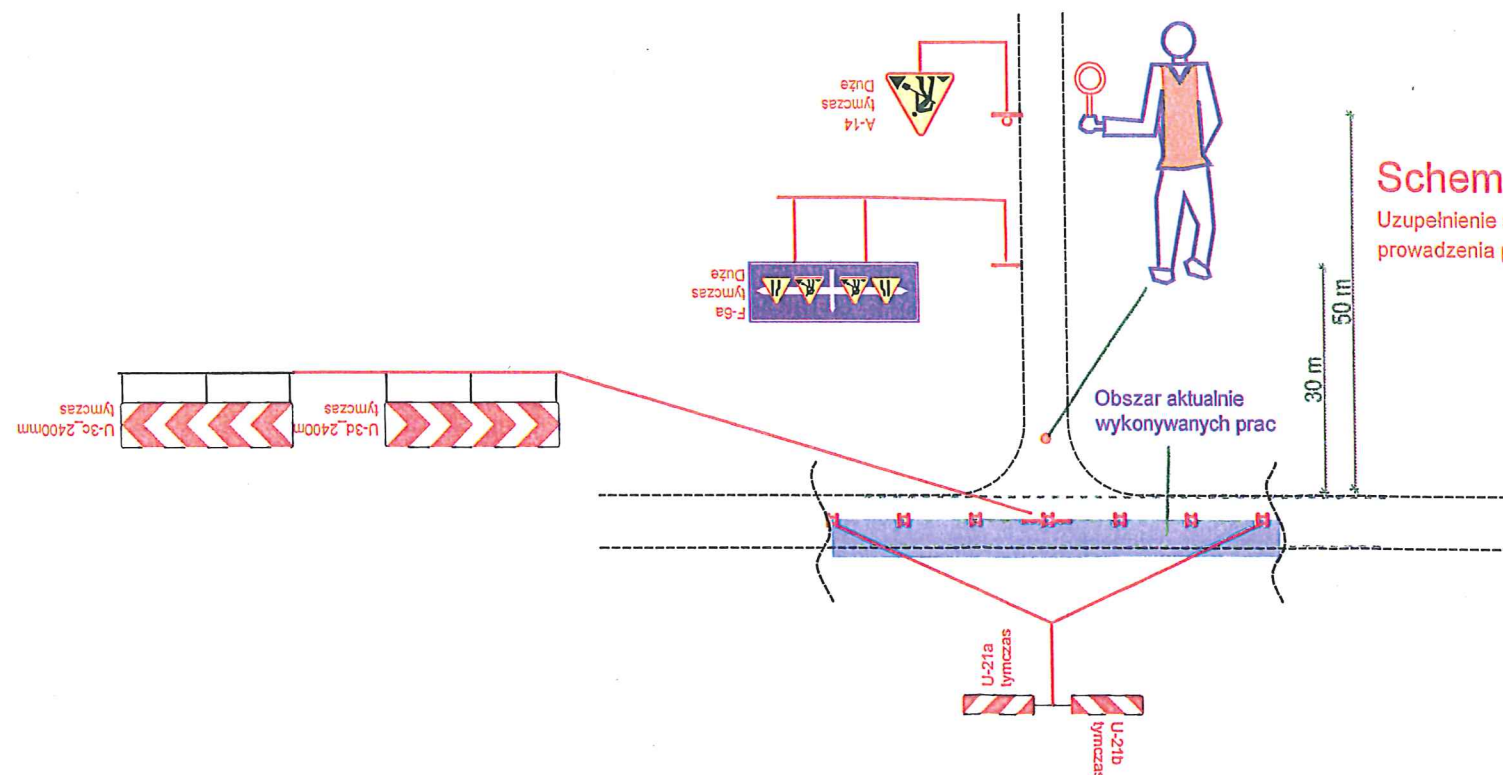 A-14
tymczas
Duże
Schem
Uzupełnienie
prowadzenia p
F-6a
tymczas
Duże
50 m
30 m
Obszar aktualnie
wykonywanych prac
U-3c_2400mm
tymczas
U-3d_2400m
tymczas
U-21a
tymczas
U-21b
tymczas